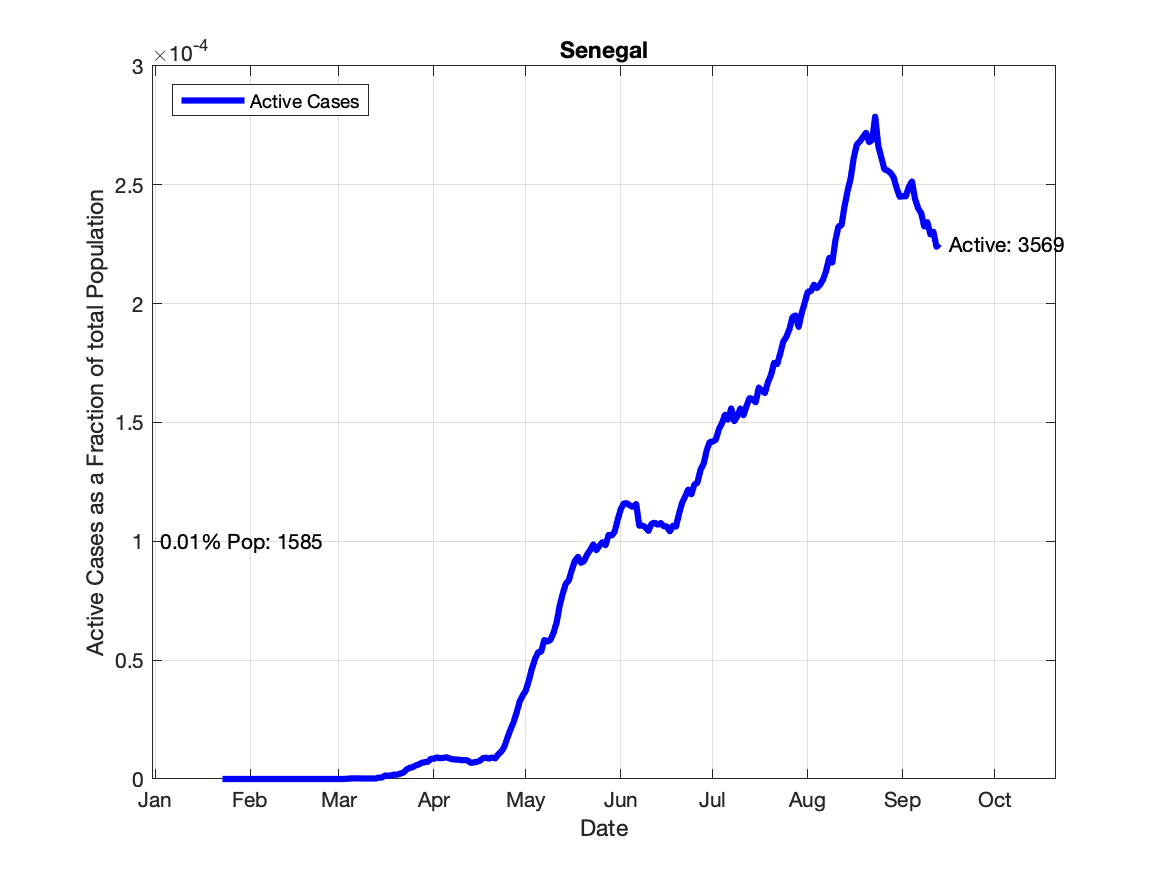 Senegal
×10-4
Active Cases
3
2.5
2
1.5
1
0.5
0
0.01% Pop: 1585
Active: 3569
Active Cases as a Fraction of total Population
Jan Feb Mar Apr May Jun Jul Aug Sep Oct
Date